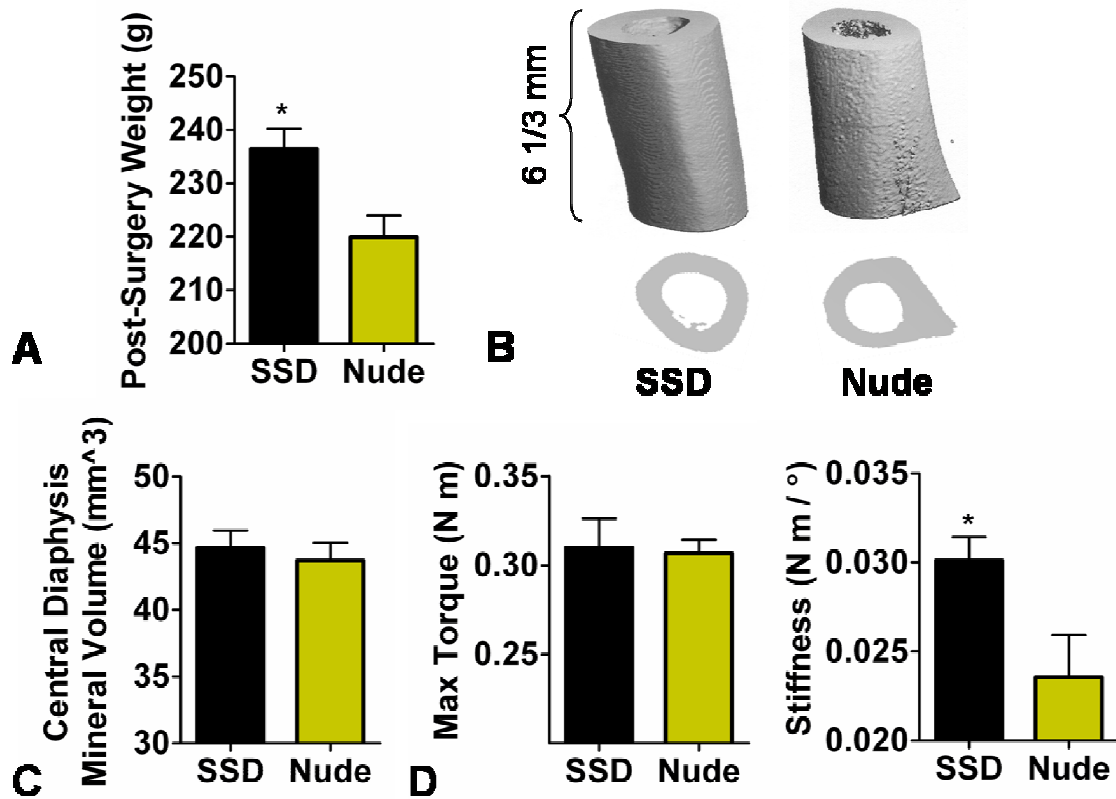 A
Post-Surgery Weight (g)
250
240
230
220
210
200
*
SSD Nude
B
6 1/3 mm
SSD Nude
C
Central Diaphysis
Mineral Volume (mm^3)
50
45
40
35
30
SSD Nude
D
Max Torque (N m)
0.35
0.30
0.25
SSD Nude
Stiffness (N m / °)
0.035
0.030
0.025
0.020
*
SSD Nude